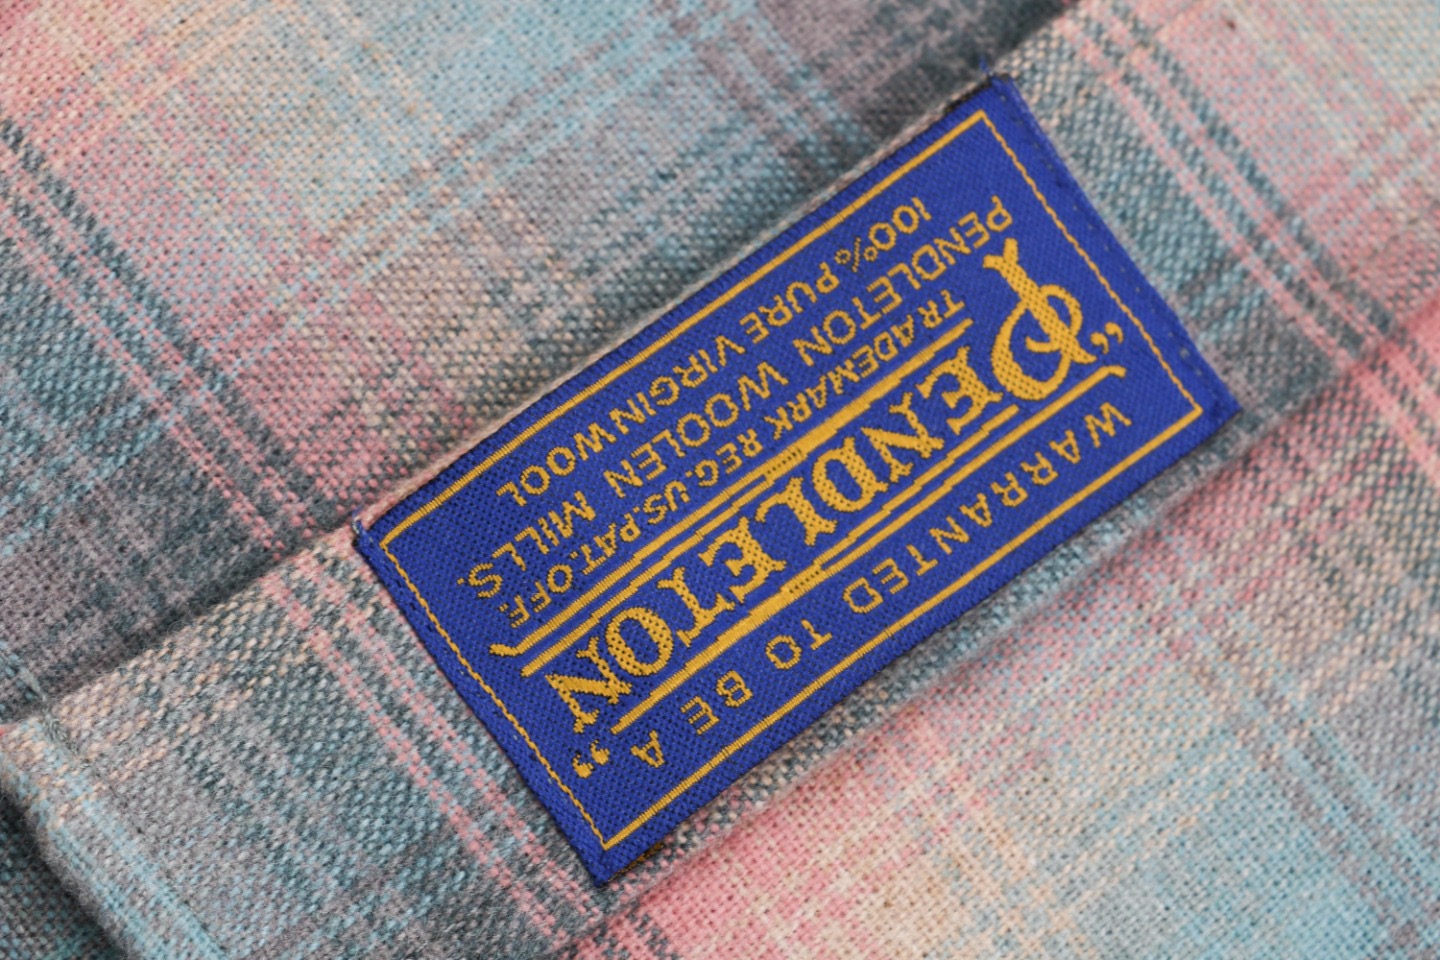 WARRANTED TO BE A
"PENDLETON"
TRADEMARK REG. U.S. PAT. OFF.
PENDLETON WOOLEN MILLS.
100% PURE VIRGIN WOOL